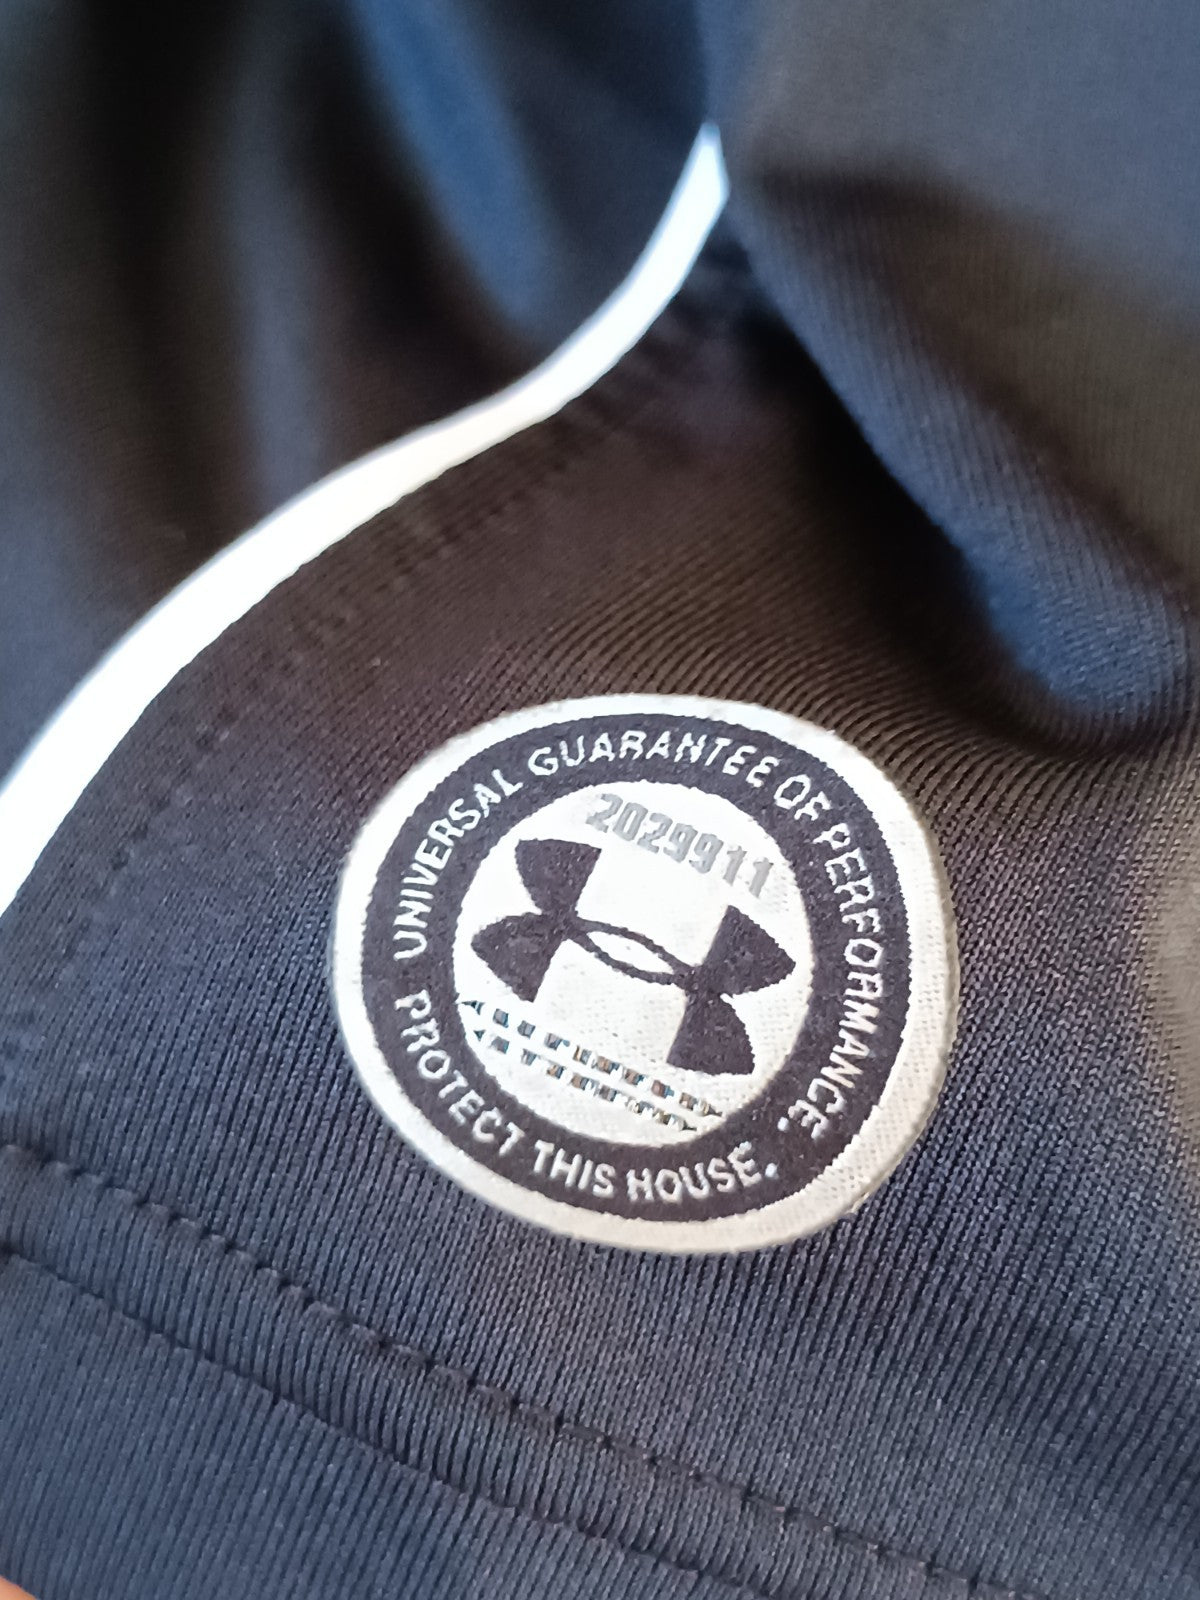 UNIVERSAL GUARANTEE OF PERFORMANCE.
2029911
PROTECT THIS HOUSE.